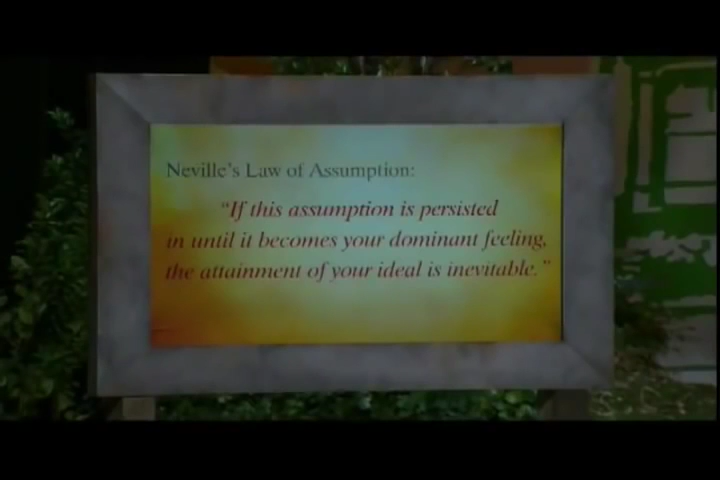 Neville's Law of Assumption:
"If this assumption is persisted
in until it becomes your dominant feeling,
the attainment of your ideal is inevitable."